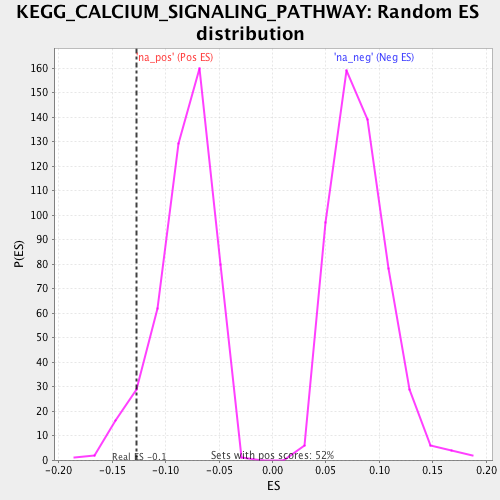 KEGG_CALCIUM_SIGNALING_PATHWAY: Random ES
distribution
'na_pos' (Pos ES)
'na_neg' (Neg ES)
160
150
140
130
120
110
100
90
80
70
60
50
40
30
20
10
0
P(ES)
Real ES -0.1
Sets with pos scores: 52%
-0.20 -0.15 -0.10 -0.05 0.00 0.05 0.10 0.15 0.20
ES